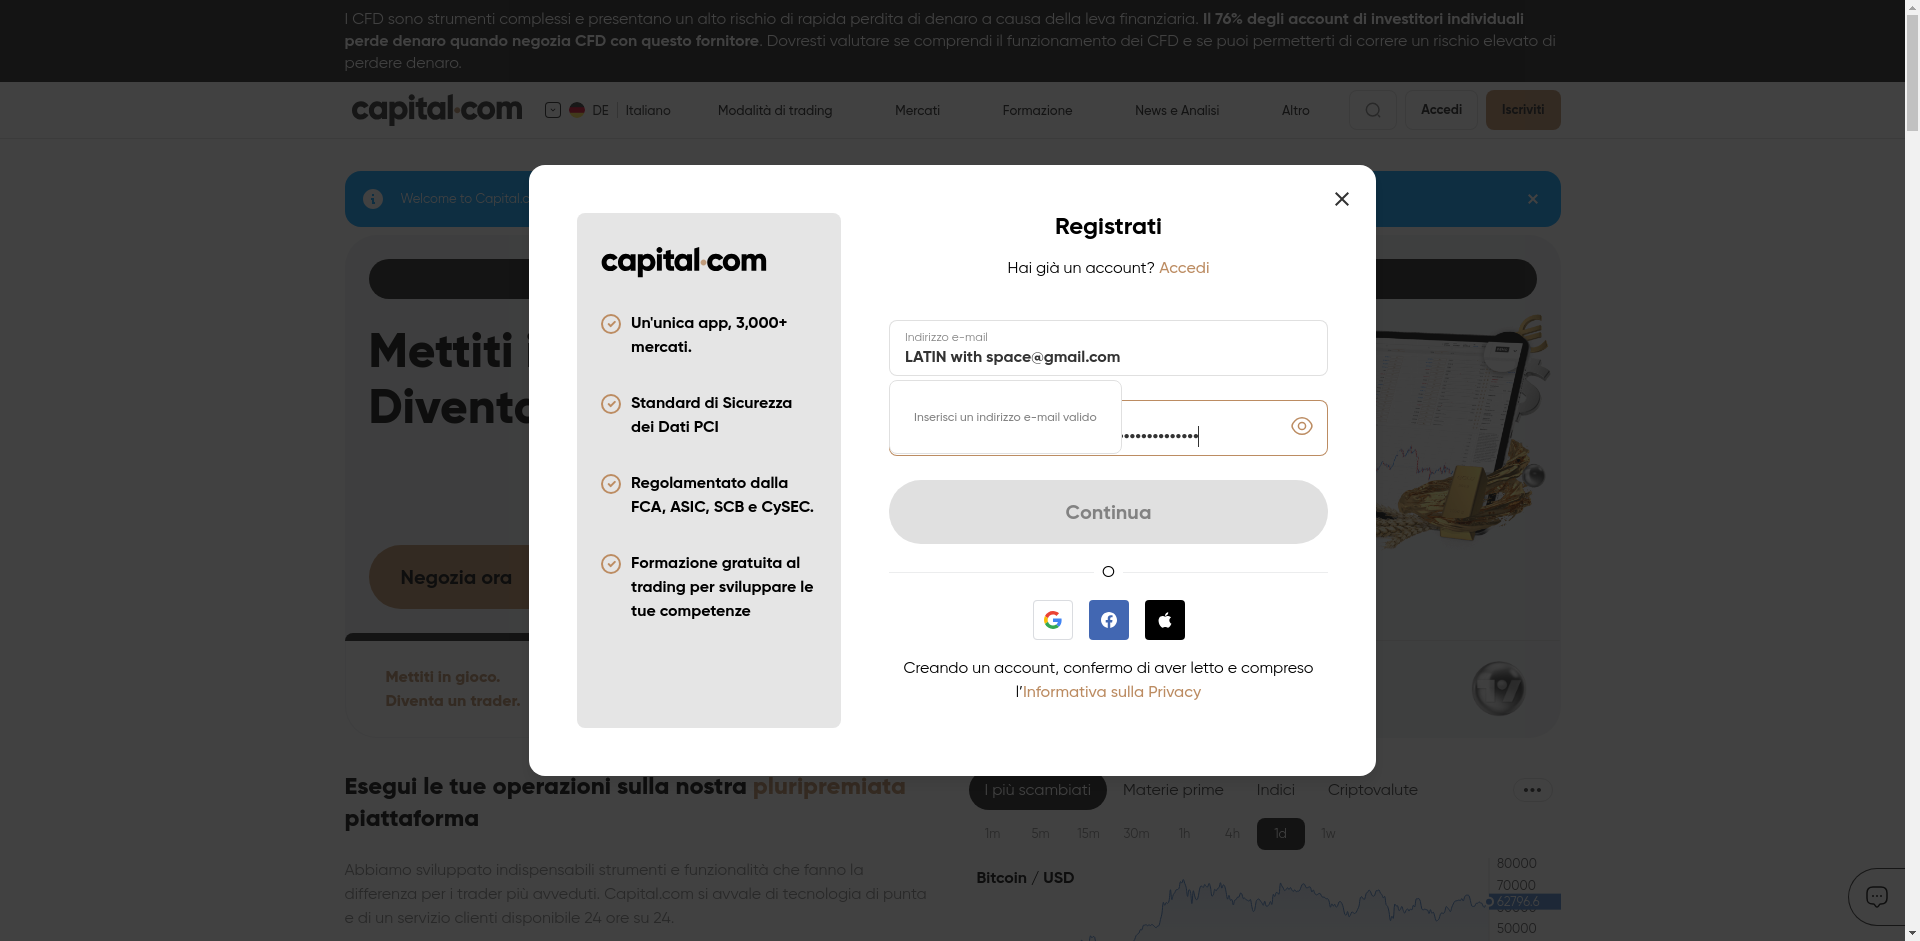 I CFD sono strumenti complessi e presentano un alto rischio di rapida perdita di denaro a causa della leva finanziaria. Il 76% degli account di investitori individuali
perde denaro quando negozia CFD con questo fornitore. Dovresti valutare se comprendi il funzionamento dei CFD e se puoi permetterti di correre un rischio elevato di
perdere denaro.
capital.com DE Italiano Modalità di trading Mercati Formazione News e Analisi Altro Accedi Iscriviti
Welcome to Capital.c
Mettiti
Divent
Negozia ora
Mettiti in gioco.
Diventa un trader.
capital.com
Un'unica app, 3,000+
mercati.
Standard di Sicurezza
dei Dati PCI
Regolamentato dalla
FCA, ASIC, SCB e CySEC.
Formazione gratuita al
trading per sviluppare le
tue competenze
Registrati
Hai già un account? Accedi
Indirizzo e-mail
LATIN with space@gmail.com
Inserisci un indirizzo e-mail valido
Continua
O
Creando un account, confermo di aver letto e compreso
l'Informativa sulla Privacy
Esegui le tue operazioni sulla nostra pluripremiata
piattaforma
Abbiamo sviluppato indispensabili strumenti e funzionalità che fanno la
differenza per i trader più avveduti. Capital.com si avvale di tecnologia di punta
e di un servizio clienti disponibile 24 ore su 24.
I più scambiati Materie prime Indici Criptovalute
1m 5m 15m 30m 1h 4h 1d 1w
Bitcoin / USD
80000
70000
62796.6
50000